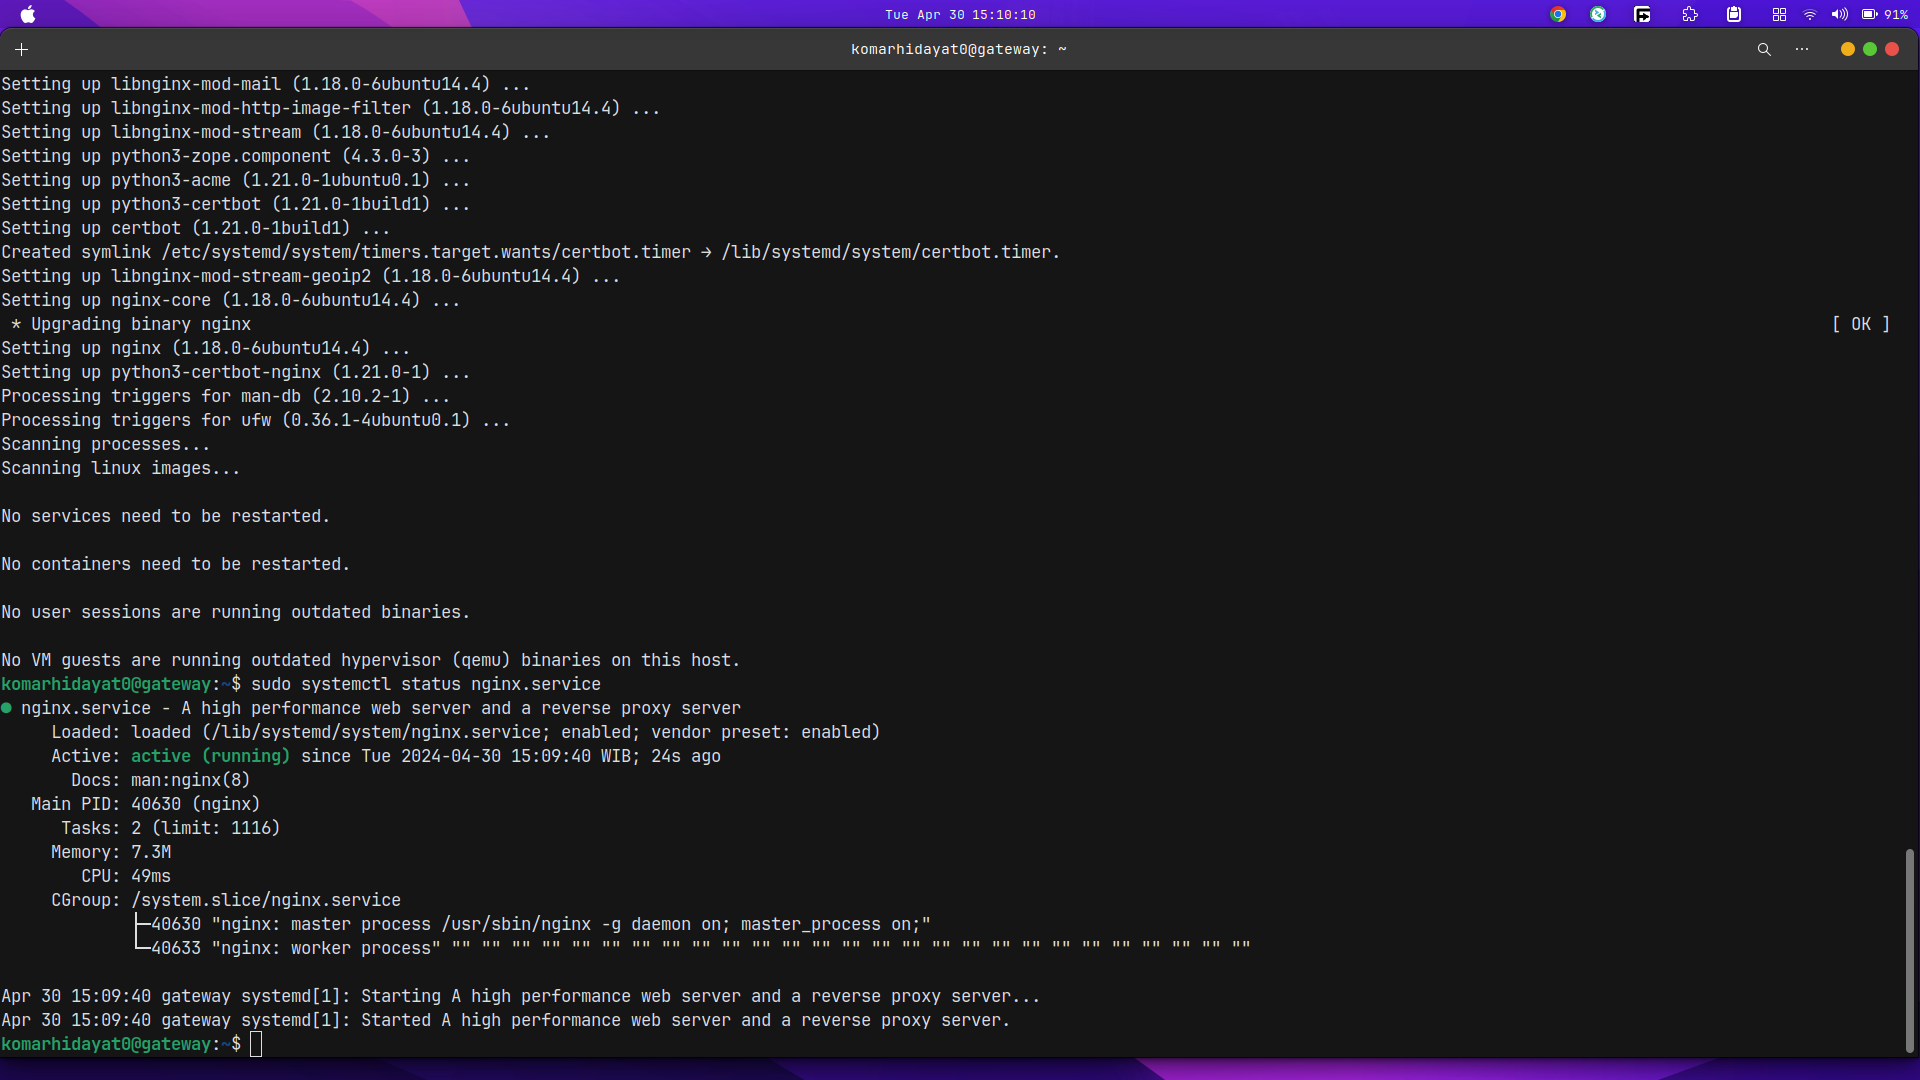 Tue Apr 30 15:10:10
91%
komarhidayat0@gateway: ~
Setting up libnginx-mod-mail (1.18.0-6ubuntu14.4) ...
Setting up libnginx-mod-http-image-filter (1.18.0-6ubuntu14.4) ...
Setting up libnginx-mod-stream (1.18.0-6ubuntu14.4) ...
Setting up python3-zope.component (4.3.0-3) ...
Setting up python3-acme (1.21.0-1ubuntu0.1) ...
Setting up python3-certbot (1.21.0-1build1) ...
Setting up certbot (1.21.0-1build1) ...
Created symlink /etc/systemd/system/timers.target.wants/certbot.timer → /lib/systemd/system/certbot.timer.
Setting up libnginx-mod-stream-geoip2 (1.18.0-6ubuntu14.4) ...
Setting up nginx-core (1.18.0-6ubuntu14.4) ...
 * Upgrading binary nginx [ OK ]
Setting up nginx (1.18.0-6ubuntu14.4) ...
Setting up python3-certbot-nginx (1.21.0-1) ...
Processing triggers for man-db (2.10.2-1) ...
Processing triggers for ufw (0.36.1-4ubuntu0.1) ...
Scanning processes...
Scanning linux images...
No services need to be restarted.
No containers need to be restarted.
No user sessions are running outdated binaries.
No VM guests are running outdated hypervisor (qemu) binaries on this host.
komarhidayat0@gateway:~$ sudo systemctl status nginx.service
● nginx.service - A high performance web server and a reverse proxy server
     Loaded: loaded (/lib/systemd/system/nginx.service; enabled; vendor preset: enabled)
     Active: active (running) since Tue 2024-04-30 15:09:40 WIB; 24s ago
       Docs: man:nginx(8)
   Main PID: 40630 (nginx)
      Tasks: 2 (limit: 1116)
     Memory: 7.3M
        CPU: 49ms
     CGroup: /system.slice/nginx.service
             ├─40630 "nginx: master process /usr/sbin/nginx -g daemon on; master_process on;"
             └─40633 "nginx: worker process" "" "" "" "" "" "" "" "" "" "" "" "" "" "" "" "" "" "" "" "" "" "" "" "" "" "" ""
Apr 30 15:09:40 gateway systemd[1]: Starting A high performance web server and a reverse proxy server...
Apr 30 15:09:40 gateway systemd[1]: Started A high performance web server and a reverse proxy server.
komarhidayat0@gateway:~$